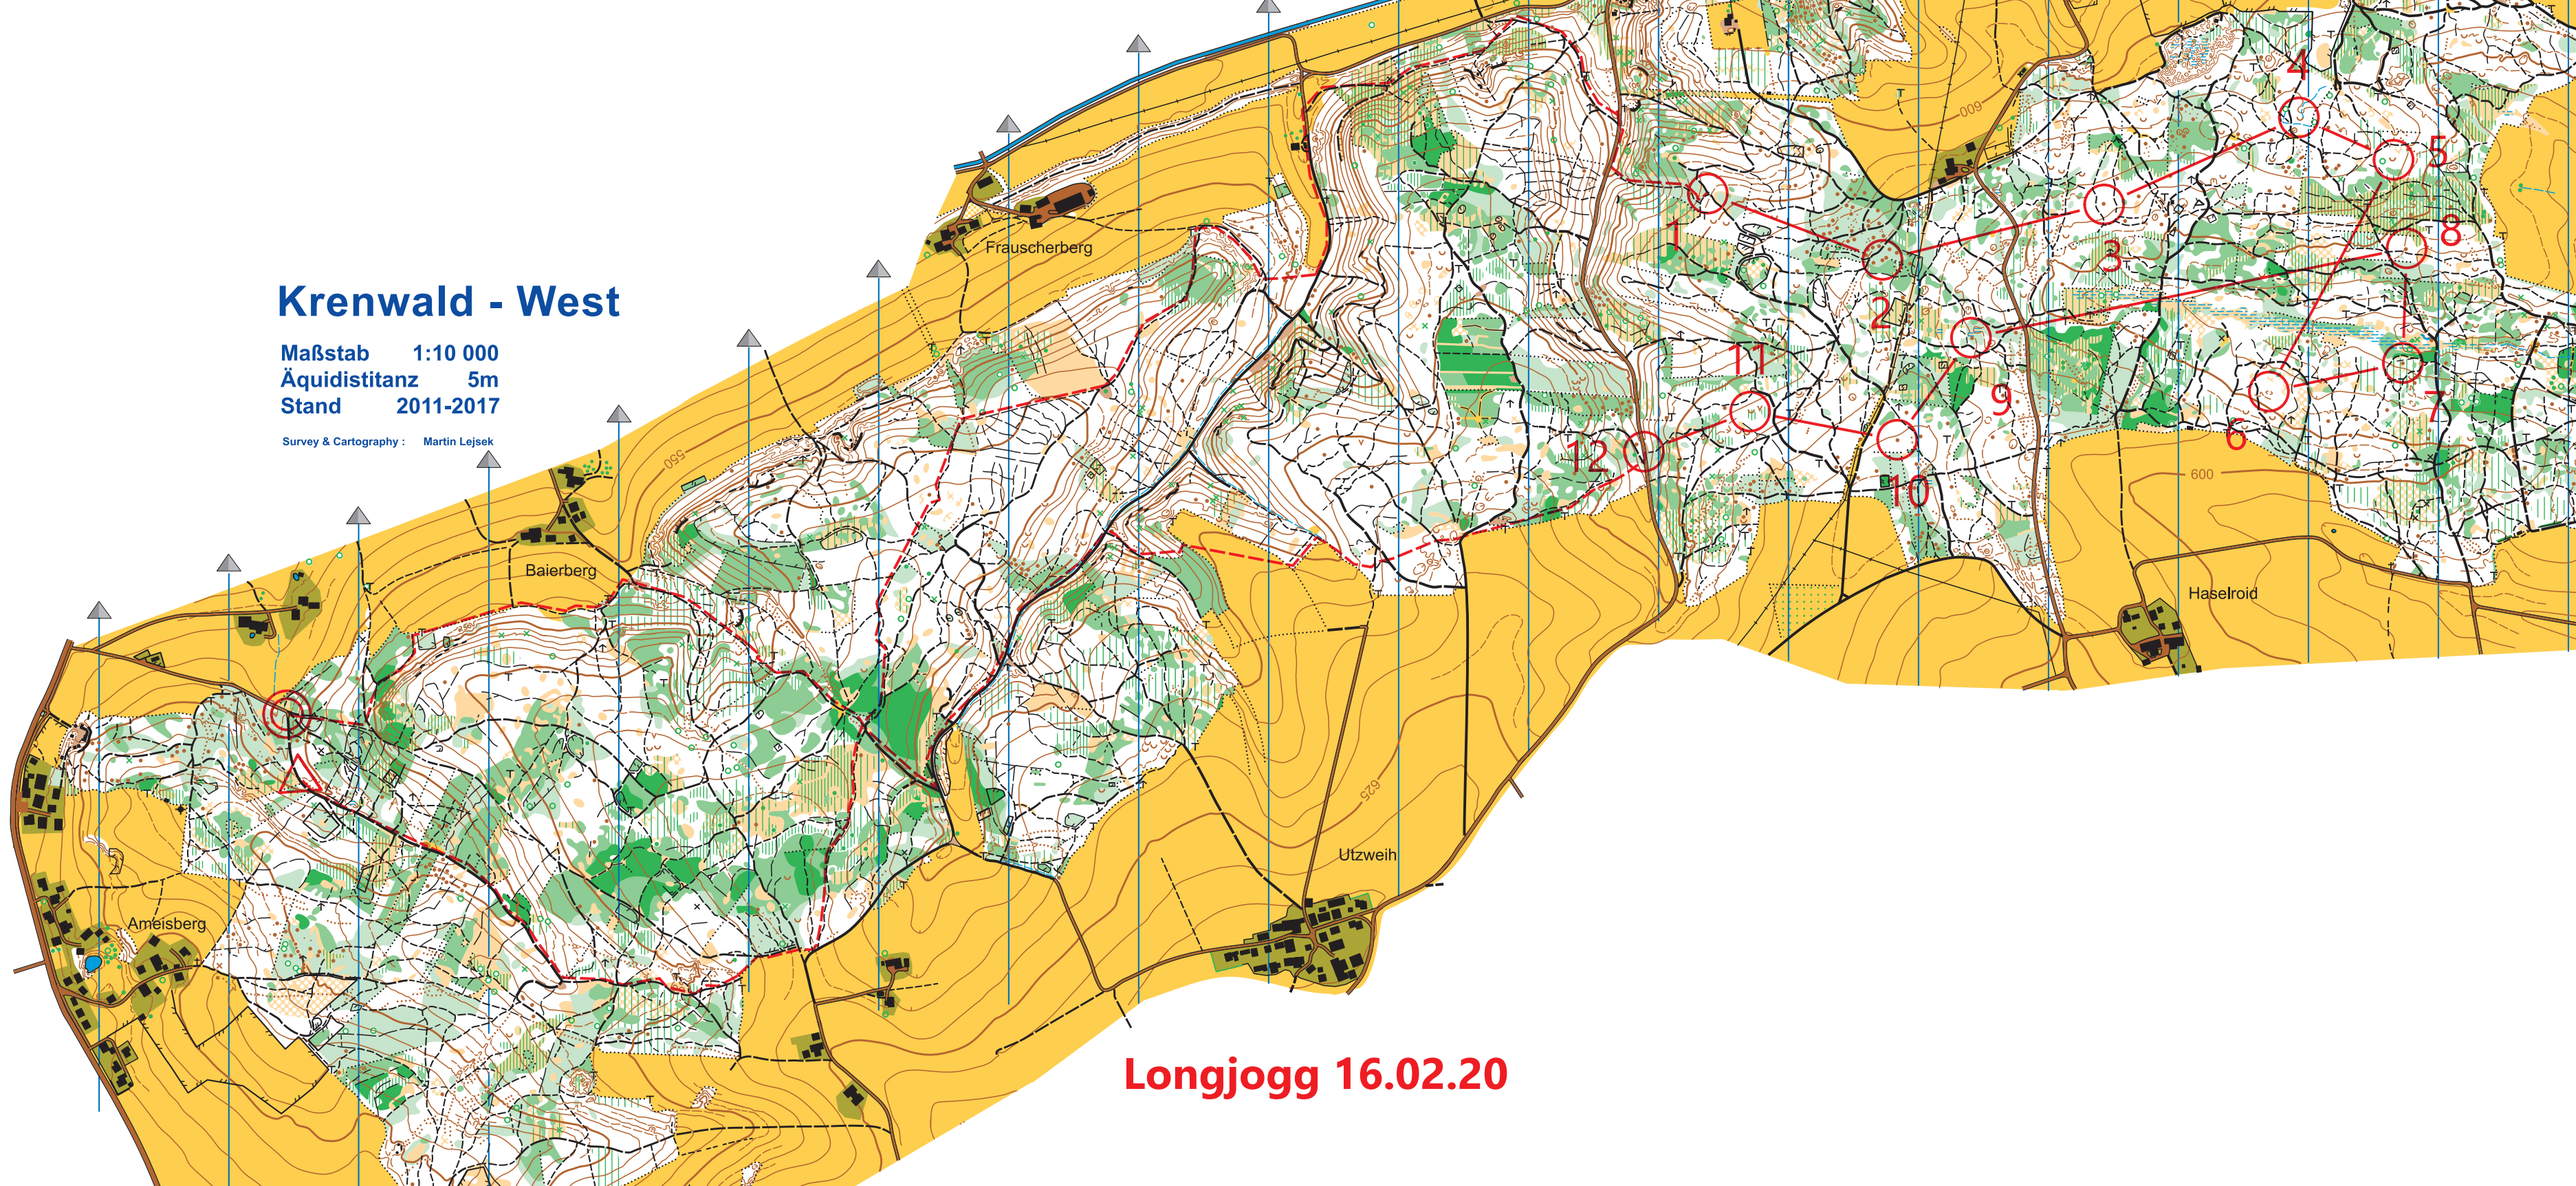 Krenwald - West
Maßstab 1:10 000
Äquidistitanz 5m
Stand 2011-2017
Survey & Cartography : Martin Lejsek
Frauscherberg
Baierberg
Ameisberg
Utzweih
Haselroid
550
600
600
625
1
2
3
4
5
6
7
8
9
10
11
12
Longjogg 16.02.20